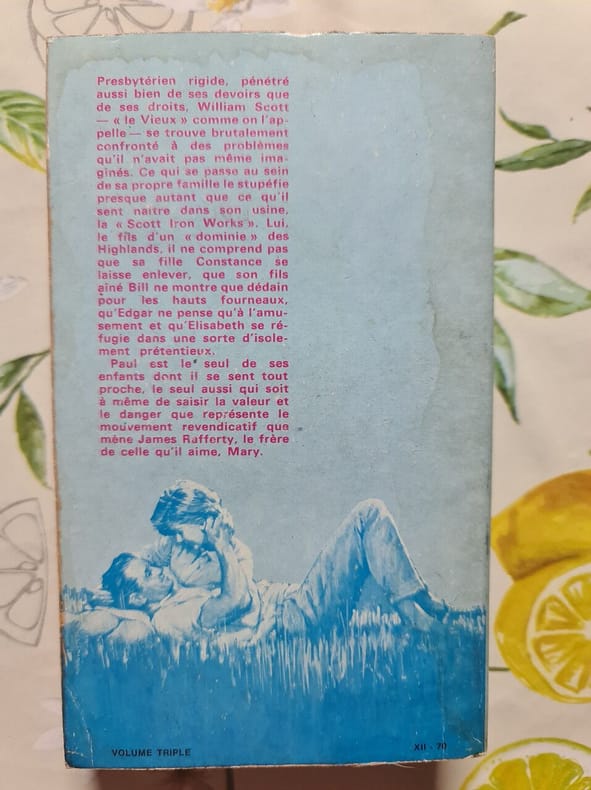 Presbytérien rigide, pénétré
aussi bien de ses devoirs que
de ses droits, William Scott
— « le Vieux » comme on l'ap-
pelle — se trouve brutalement
confronté à des problèmes
qu'il n'avait pas même ima-
ginés. Ce qui se passe au sein
de sa propre famille le stupéfie
presque autant que ce qu'il
sent naître dans son usine,
la « Scott Iron Works ». Lui,
le fils d'un « dominie » des
Highlands, il ne comprend pas
que sa fille Constance se
laisse enlever, que son fils
aîné Bill ne montre que dédain
pour les hauts fourneaux,
qu'Edgar ne pense qu'à l'amu-
sement et qu'Elisabeth se ré-
fugie dans une sorte d'isole-
ment prétentieux.
Paul est le seul de ses
enfants dont il se sent tout
proche, le seul aussi qui soit
à même de saisir la valeur et
le danger que représente le
mouvement revendicatif que
mène James Rafferty, le frère
de celle qu'il aime, Mary.
VOLUME TRIPLE
XII - 70